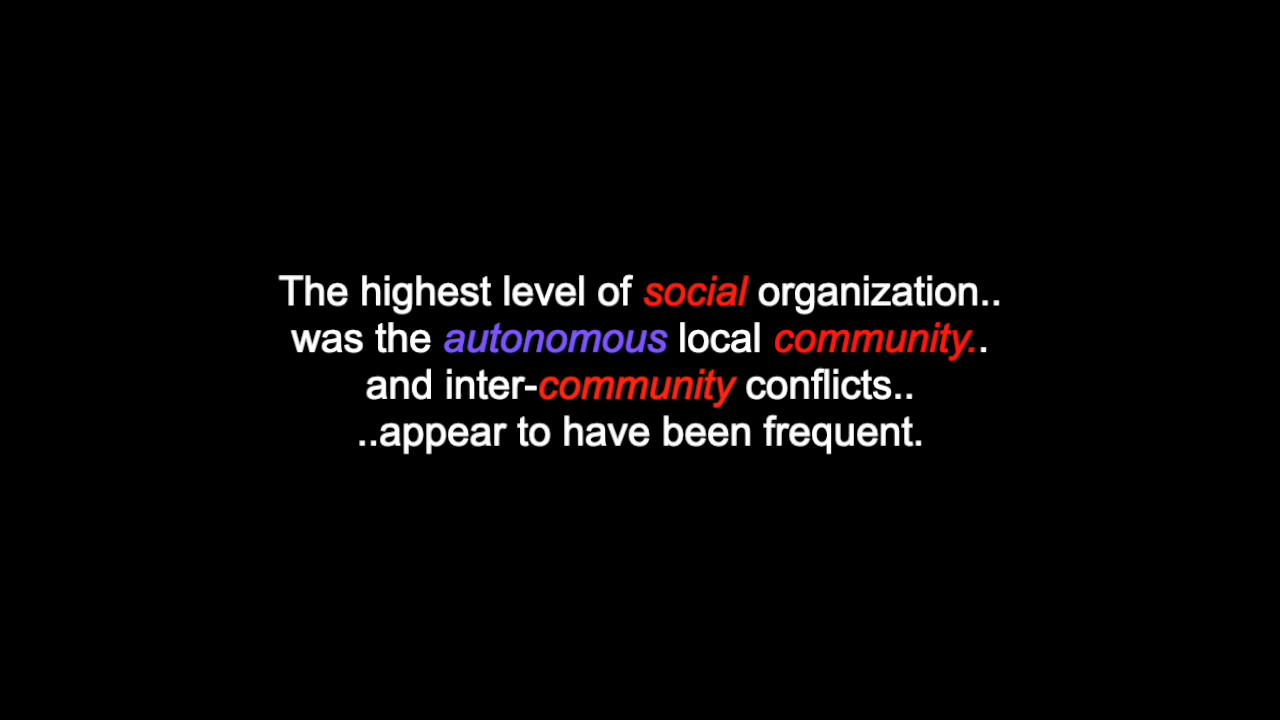 The highest level of social organization..
was the autonomous local community..
and inter-community conflicts..
..appear to have been frequent.